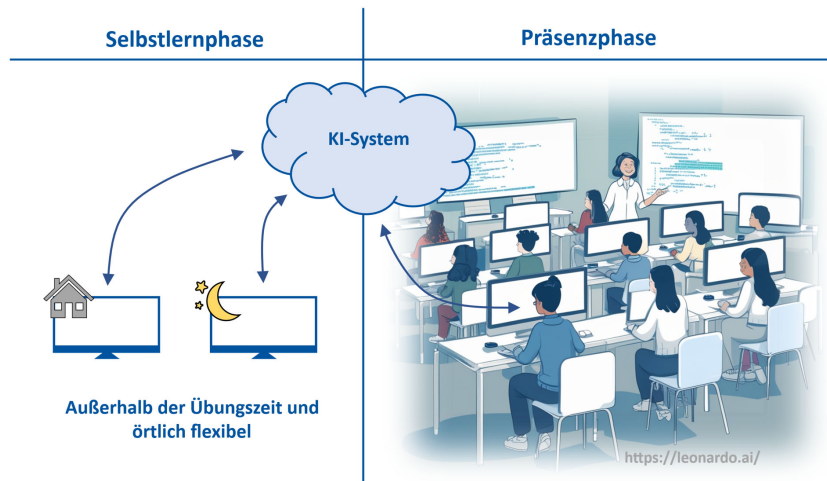 Selbstlernphase
Präsenzphase
KI-System
Außerhalb der Übungszeit und
örtlich flexibel
https://leonardo.ai/